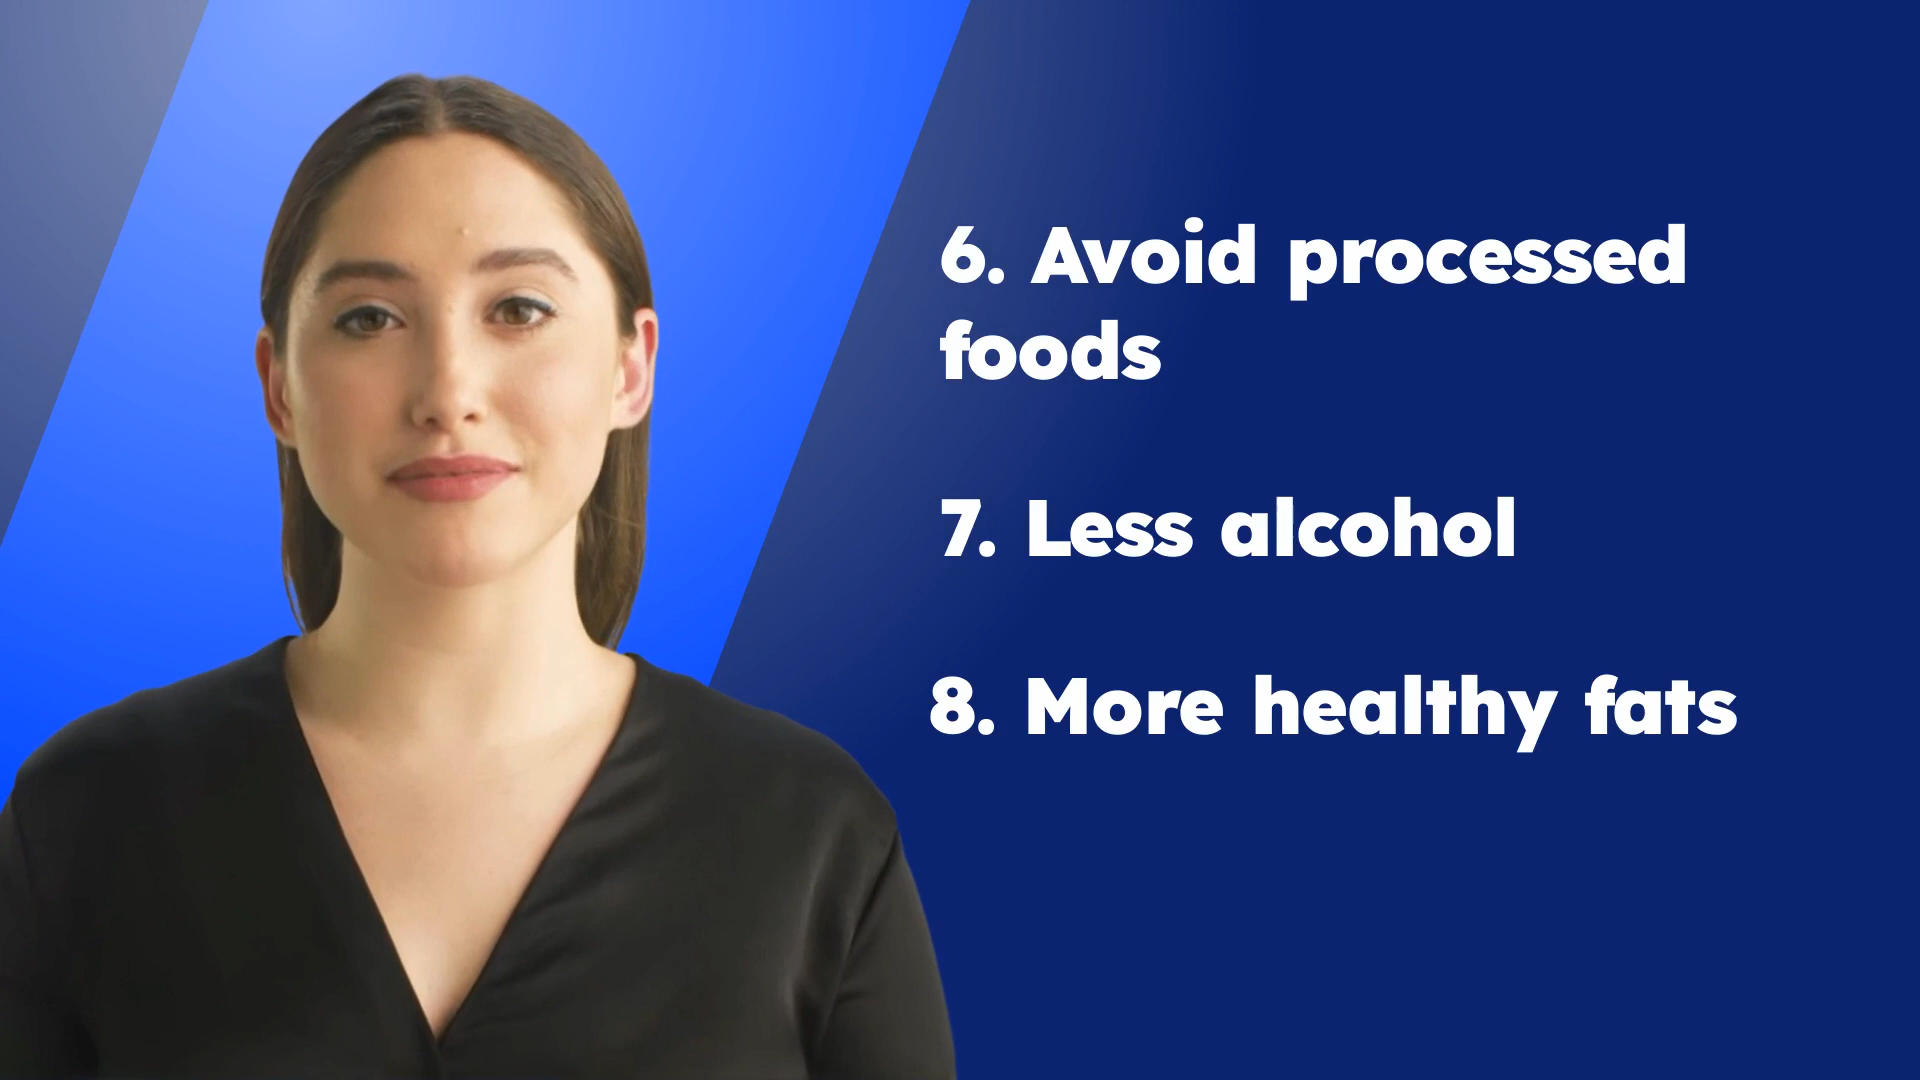 6. Avoid processed
foods
7. Less alcohol
8. More healthy fats